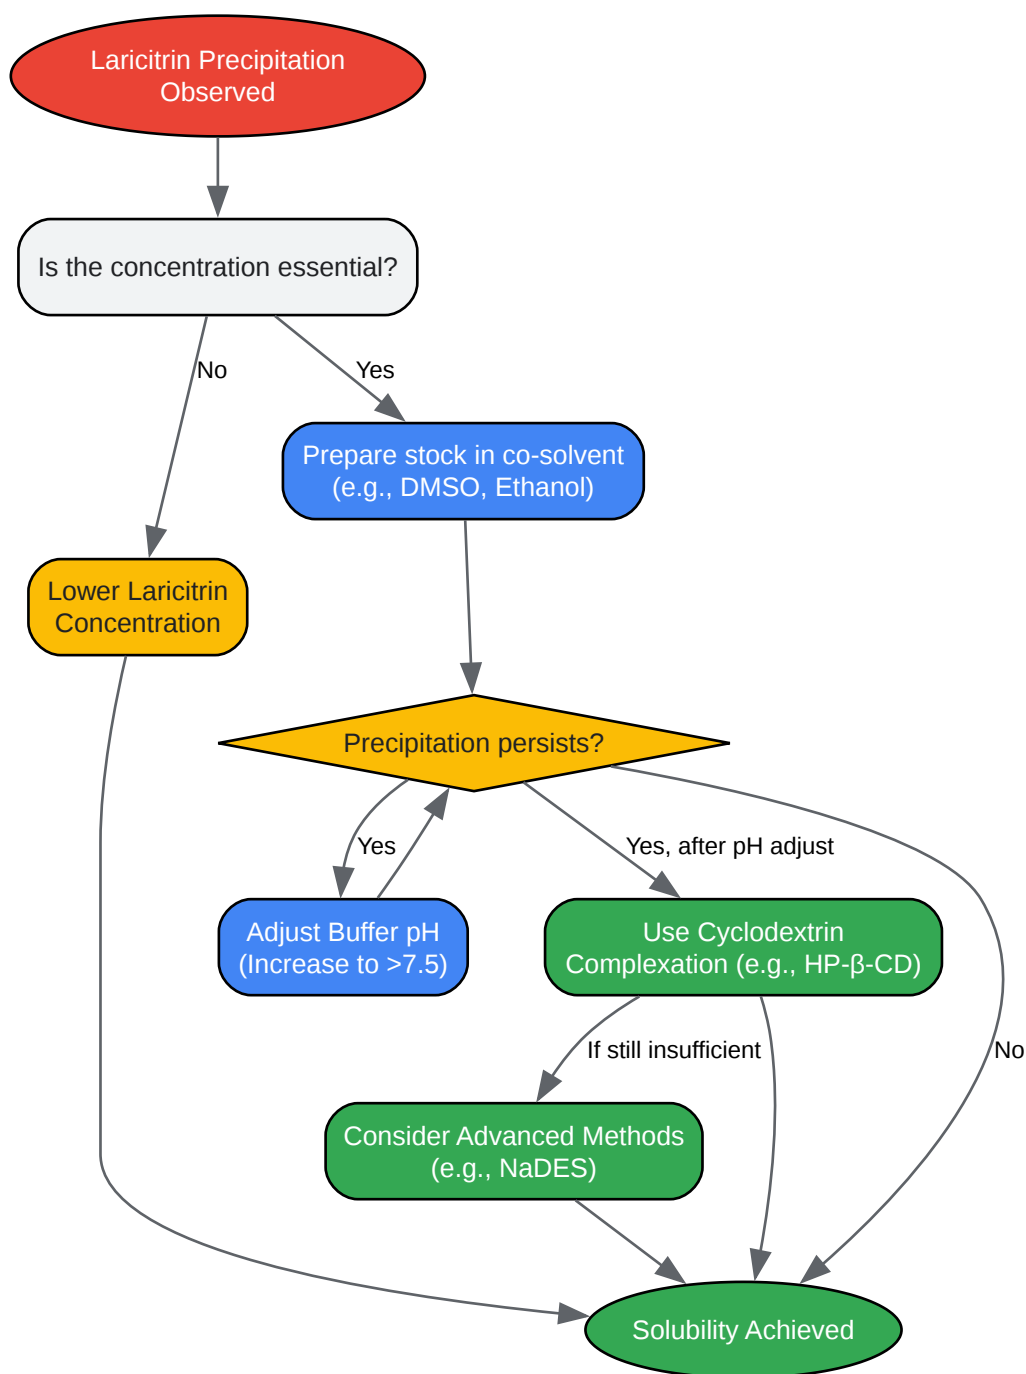 Laricitrin Precipitation
Observed
Is the concentration essential?
No
Yes
Prepare stock in co-solvent
(e.g., DMSO, Ethanol)
Lower Laricitrin
Concentration
Precipitation persists?
Yes
Yes, after pH adjust
Adjust Buffer pH
(Increase to >7.5)
Use Cyclodextrin
Complexation (e.g., HP-β-CD)
If still insufficient
No
Consider Advanced Methods
(e.g., NaDES)
Solubility Achieved